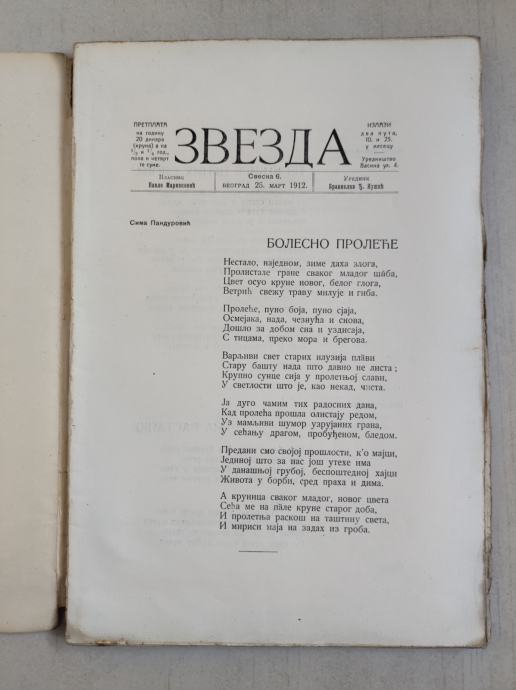 ПРЕТПЛАТА
на годину
20 динара
(круна) а на
1/2 и 1/4 год.,
пола и четврт
те суме.
ЗВЕЗДА
ИЗЛАЗИ
два пута,
10. и 25.
у месецу
Уредништво
Васина ул. 4.
Власник
Павле Маринковић
Свеска 6.
БЕОГРАД 25. МАРТ 1912.
Уредник
Бранислав Ђ. Нушић
Сима Пандуровић
БОЛЕСНО ПРОЛЕЋЕ
Нестало, наједном, зиме даха злога,
Пролистале гране сваког младог шиба,
Цвет осуо круне новог, белог глога,
Ветрић свежу траву милује и гиба.
Пролеће, пуно боја, пуно сјаја,
Осмејака, нада, чезнућа и снова,
Дошло за добом сна и уздисаја,
С тицама, преко мора и брегова.
Варљиви свет старих илузија плави
Стару башту нада што давно не листа;
Крупно сунце сија у пролетњој слави,
У светлости што је, као некад, чиста.
Ја дуго чамим тих радосних дана,
Кад пролећа прошла олистају редом,
Уз мамљиви шумор узрујаних грана,
У сећању драгом, пробуђеном, бледом.
Предани смо својој прошлости, к'о мајци,
Јединој што за нас још утехе има
У данашњој грубој, беспоштедној хајци
Живота у борби, сред праха и дима.
А круница сваког младог, новог цвета
Сећа ме на пале круне старог доба,
И пролетња раскош на таштину света,
И мириси маја на задах из гроба.